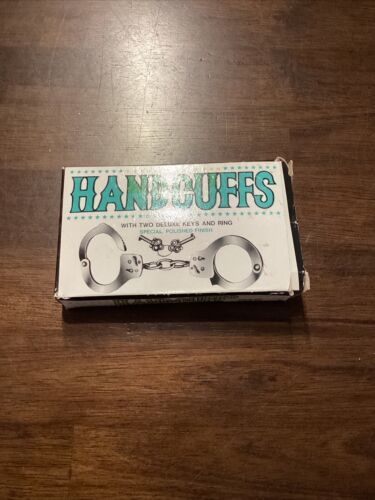 HANDCUFFS
WITH TWO DELUXE KEYS AND RING
SPECIAL POLISHED FINISH